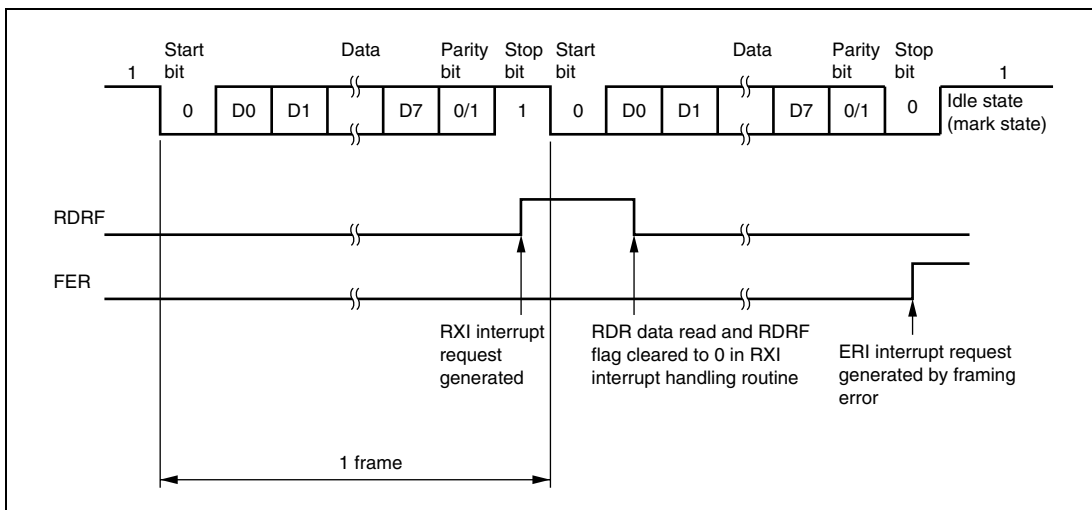 Start
bit
Data
Parity
bit
Stop
bit
Start
bit
Data
Parity
bit
Stop
bit
1
1
0
D0
D1
D7
0/1
1
0
D0
D1
D7
0/1
0
Idle state
(mark state)
RDRF
FER
RXI interrupt
request
generated
RDR data read and RDRF
flag cleared to 0 in RXI
interrupt handling routine
ERI interrupt request
generated by framing
error
1 frame